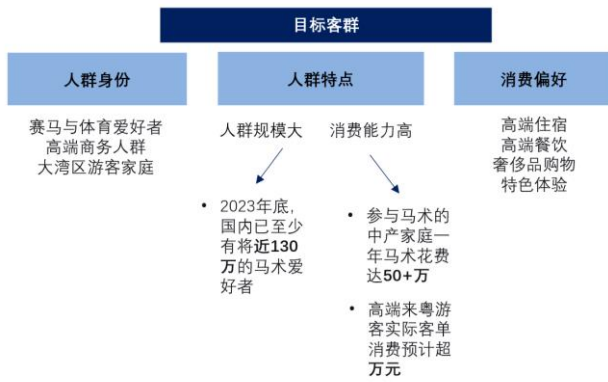 目标客群
人群身份
赛马与体育爱好者
高端商务人群
大湾区游客家庭
人群特点
人群规模大
消费能力高
• 2023年底，
国内已至少
有将近130
万的马术爱
好者
• 参与马术的
中产家庭一
年马术花费
达50+万
• 高端来粤游
客实际客单
消费预计超
万元
消费偏好
高端住宿
高端餐饮
奢侈品购物
特色体验